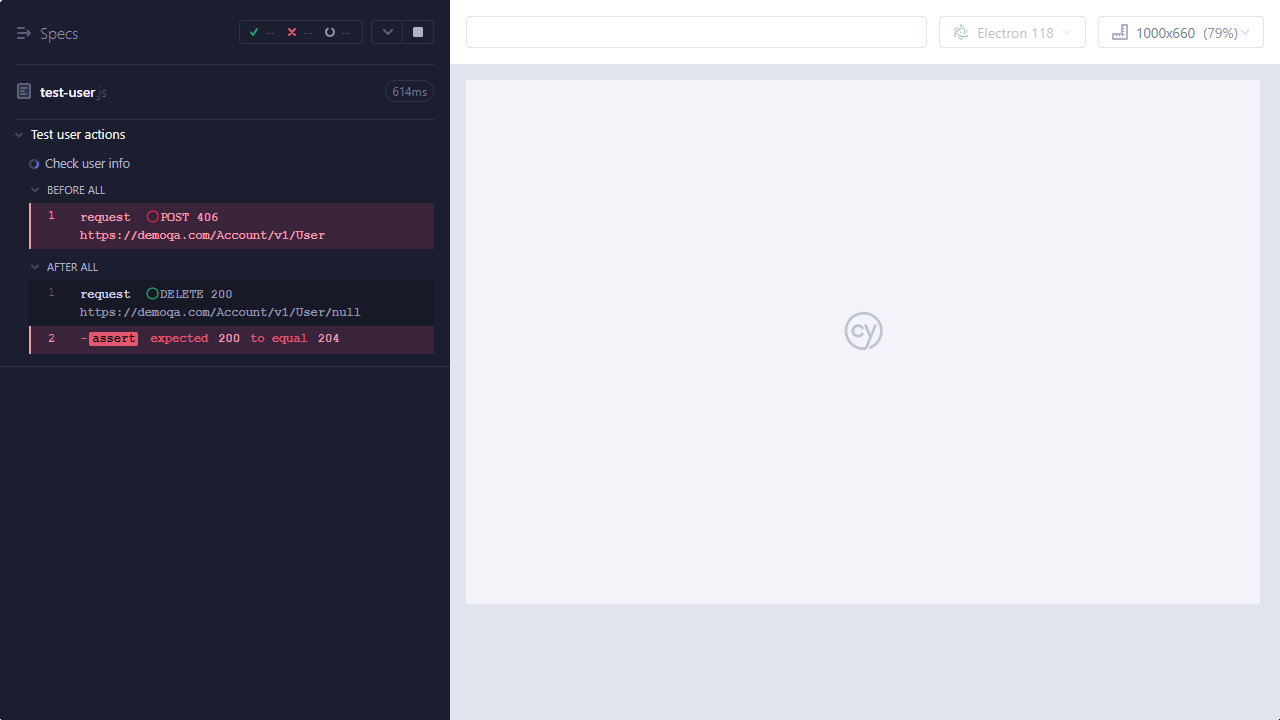 Specs
-- -- --
test-user.js
614ms
Test user actions
Check user info
BEFORE ALL
1 request POST 406
https://demoqa.com/Account/v1/User
AFTER ALL
1 request DELETE 200
https://demoqa.com/Account/v1/User/null
2 -assert expected 200 to equal 204
Electron 118
1000x660 (79%)
cy